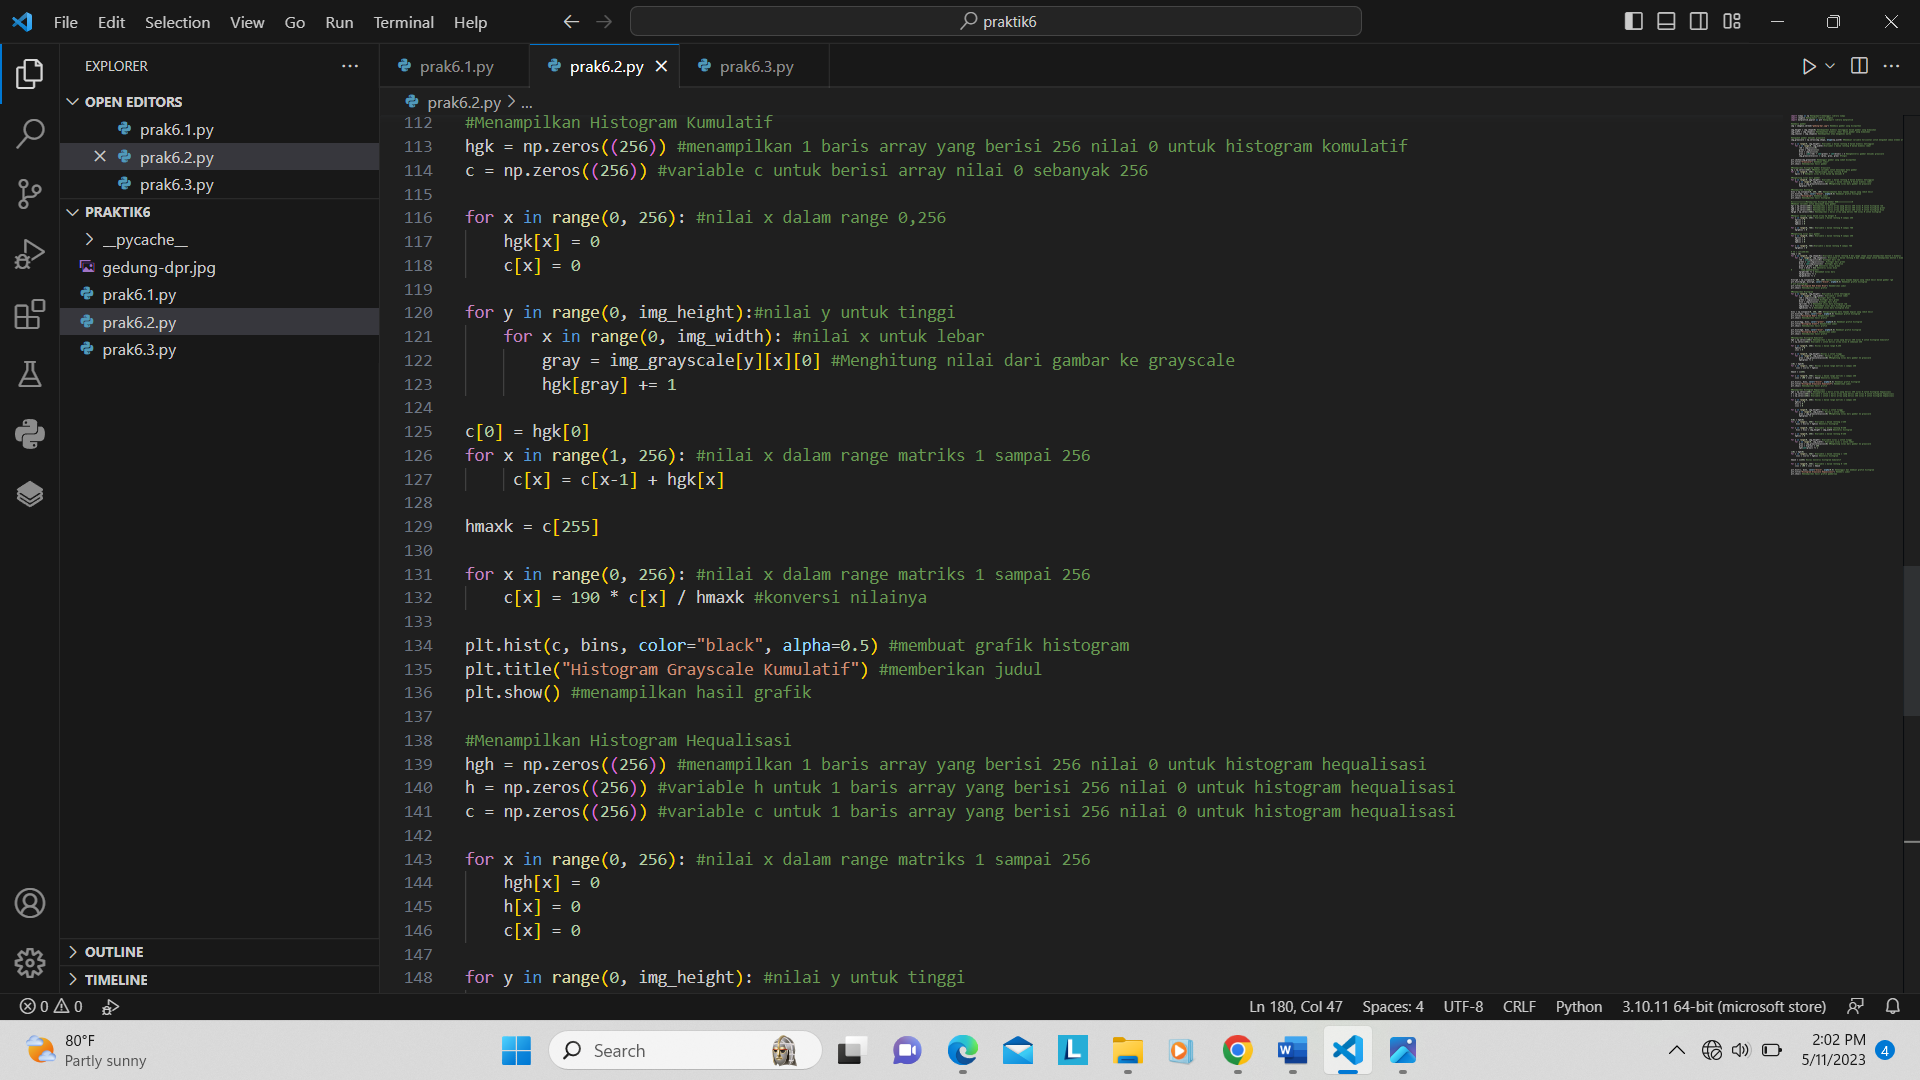 File Edit Selection View Go Run Terminal Help
praktik6
EXPLORER
OPEN EDITORS
prak6.1.py
prak6.2.py
prak6.3.py
PRAKTIK6
__pycache__
gedung-dpr.jpg
prak6.1.py
prak6.2.py
prak6.3.py
OUTLINE
TIMELINE
prak6.1.py prak6.2.py prak6.3.py
prak6.2.py > ...
112 #Menampilkan Histogram Kumulatif
113 hgk = np.zeros((256)) #menampilkan 1 baris array yang berisi 256 nilai 0 untuk histogram komulatif
114 c = np.zeros((256)) #variable c untuk berisi array nilai 0 sebanyak 256
115
116 for x in range(0, 256): #nilai x dalam range 0,256
117 hgk[x] = 0
118 c[x] = 0
119
120 for y in range(0, img_height):#nilai y untuk tinggi
121 for x in range(0, img_width): #nilai x untuk lebar
122 gray = img_grayscale[y][x][0] #Menghitung nilai dari gambar ke grayscale
123 hgk[gray] += 1
124
125 c[0] = hgk[0]
126 for x in range(1, 256): #nilai x dalam range matriks 1 sampai 256
127 c[x] = c[x-1] + hgk[x]
128
129 hmaxk = c[255]
130
131 for x in range(0, 256): #nilai x dalam range matriks 1 sampai 256
132 c[x] = 190 * c[x] / hmaxk #konversi nilainya
133
134 plt.hist(c, bins, color="black", alpha=0.5) #membuat grafik histogram
135 plt.title("Histogram Grayscale Kumulatif") #memberikan judul
136 plt.show() #menampilkan hasil grafik
137
138 #Menampilkan Histogram Hequalisasi
139 hgh = np.zeros((256)) #menampilkan 1 baris array yang berisi 256 nilai 0 untuk histogram hequalisasi
140 h = np.zeros((256)) #variable h untuk 1 baris array yang berisi 256 nilai 0 untuk histogram hequalisasi
141 c = np.zeros((256)) #variable c untuk 1 baris array yang berisi 256 nilai 0 untuk histogram hequalisasi
142
143 for x in range(0, 256): #nilai x dalam range matriks 1 sampai 256
144 hgh[x] = 0
145 h[x] = 0
146 c[x] = 0
147
148 for y in range(0, img_height): #nilai y untuk tinggi
0 0 Ln 180, Col 47 Spaces: 4 UTF-8 CRLF Python 3.10.11 64-bit (microsoft store)
80°F
Partly sunny
Search
L
W
2:02 PM
5/11/2023
4